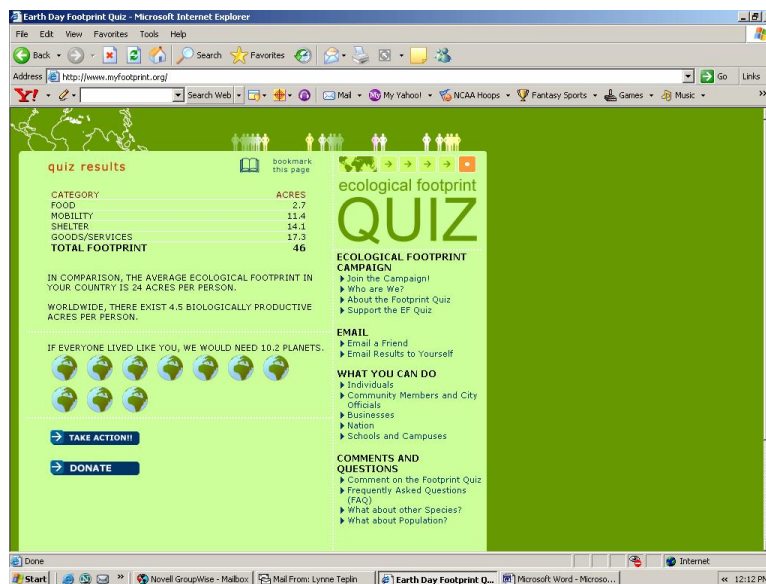 Earth Day Footprint Quiz - Microsoft Internet Explorer
File Edit View Favorites Tools Help
Back Search Favorites
Address http://www.myfootprint.org/ Go Links
Y! Search Web Mail My Yahoo! NCAA Hoops Fantasy Sports Games Music »
quiz results
bookmark
this page
CATEGORY ACRES
FOOD 2.7
MOBILITY 11.4
SHELTER 14.1
GOODS/SERVICES 17.3
TOTAL FOOTPRINT 46
IN COMPARISON, THE AVERAGE ECOLOGICAL FOOTPRINT IN
YOUR COUNTRY IS 24 ACRES PER PERSON.
WORLDWIDE, THERE EXIST 4.5 BIOLOGICALLY PRODUCTIVE
ACRES PER PERSON.
IF EVERYONE LIVED LIKE YOU, WE WOULD NEED 10.2 PLANETS.
TAKE ACTION!!
DONATE
ecological footprint
QUIZ
ECOLOGICAL FOOTPRINT
CAMPAIGN
Join the Campaign!
Who are We?
About the Footprint Quiz
Support the EF Quiz
EMAIL
Email a Friend
Email Results to Yourself
WHAT YOU CAN DO
Individuals
Community Members and City
Officials
Businesses
Nation
Schools and Campuses
COMMENTS AND
QUESTIONS
Comment on the Footprint Quiz
Frequently Asked Questions
(FAQ)
What about other Species?
What about Population?
Done Internet
Start » Novell GroupWise - Mailbox Mail From: Lynne Teplin Earth Day Footprint Q... Microsoft Word - Microso... « 12:12 PM